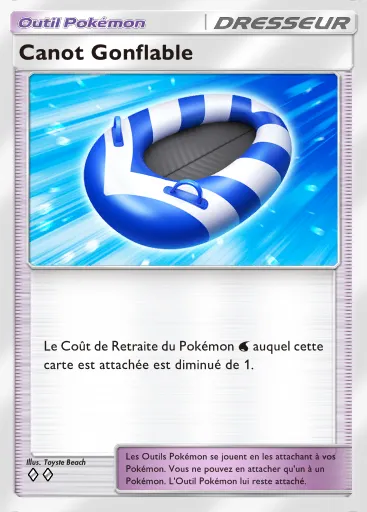 Outil Pokémon
DRESSEUR
Canot Gonflable
Le Coût de Retraite du Pokémon auquel cette
carte est attachée est diminué de 1.
Illus. Toyste Beach
Les Outils Pokémon se jouent en les attachant à vos
Pokémon. Vous ne pouvez en attacher qu'un à un
Pokémon. L'Outil Pokémon lui reste attaché.